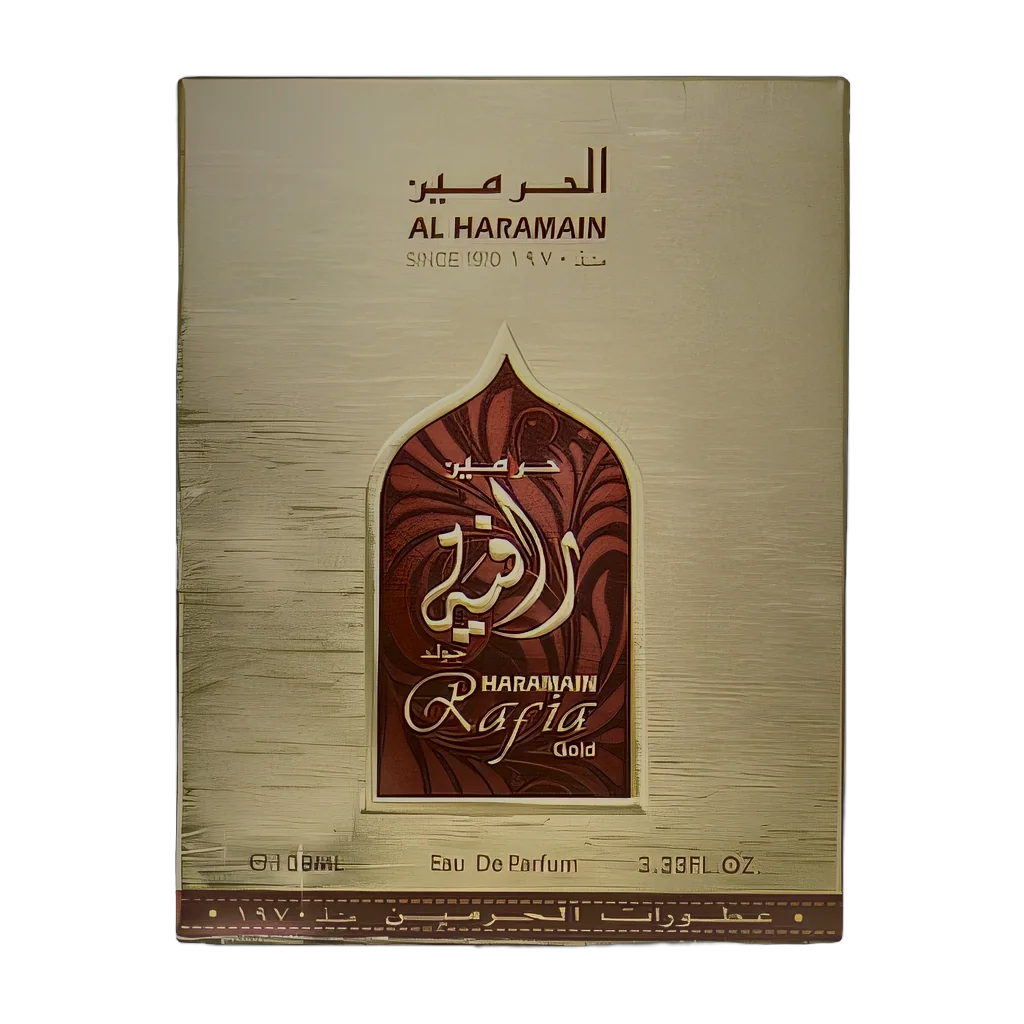 الحرمين
AL HARAMAIN
SINCE 1970 منذ ١٩٧٠
حرمين
رافية
جولد
HARAMAIN
Rafia
Gold
Eau De Parfum 3.33FL.OZ.
عطورات الحرمين منذ ١٩٧٠